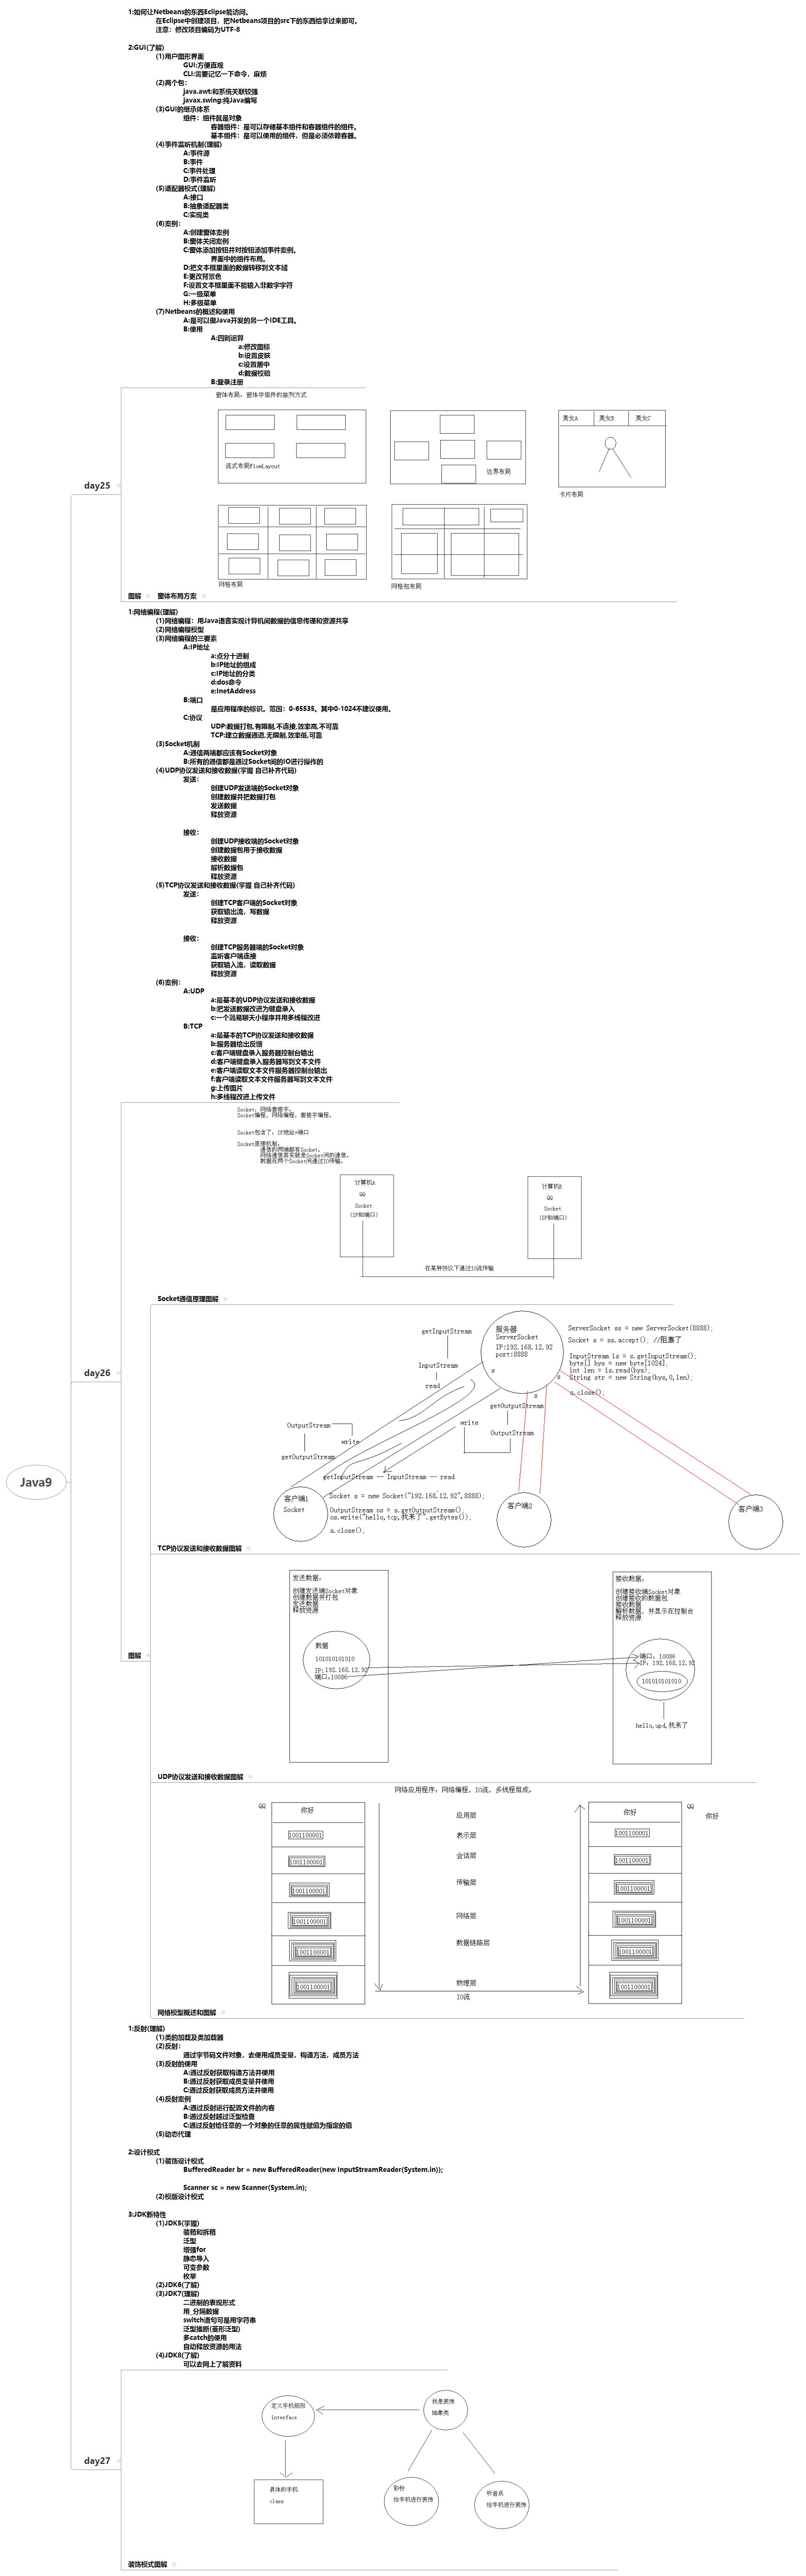 1:如何让Netbeans的东西Eclipse能访问。
在Eclipse中创建项目，把Netbeans项目的src下的东西给拿过来即可。
注意：修改项目编码为UTF-8
2:GUI(了解)
(1)用户图形界面
GUI:方便直观
CLI:需要记忆一下命令，麻烦
(2)两个包：
java.awt:和系统关联较强
javax.swing:纯Java编写
(3)GUI的继承体系
组件：组件就是对象
容器组件：是可以存储基本组件和容器组件的组件。
基本组件：是可以使用的组件，但是必须依赖容器。
(4)事件监听机制(理解)
A:事件源
B:事件
C:事件处理
D:事件监听
(5)适配器模式(理解)
A:接口
B:抽象适配器类
C:实现类
(6)案例：
A:创建窗体案例
B:窗体关闭案例
C:窗体添加按钮并对按钮添加事件案例。
界面中的组件布局。
D:把文本框里面的数据转移到文本域
E:更改背景色
F:设置文本框里面不能输入非数字字符
G:一级菜单
H:多级菜单
(7)Netbeans的概述和使用
A:是可以做Java开发的另一个IDE工具。
B:使用
A:四则运算
a:修改图标
b:设置皮肤
c:设置居中
d:数据校验
B:登录注册
窗体布局：窗体中组件的排列方式
流式布局FlowLayout
边界布局
美女A
美女B
美女C
卡片布局
网格布局
网格包布局
day25
图解
窗体布局方案
1:网络编程(理解)
(1)网络编程：用Java语言实现计算机间数据的信息传递和资源共享
(2)网络编程模型
(3)网络编程的三要素
A:IP地址
a:点分十进制
b:IP地址的组成
c:IP地址的分类
d:dos命令
e:InetAddress
B:端口
是应用程序的标识。范围：0-65535。其中0-1024不建议使用。
C:协议
UDP:数据打包,有限制,不连接,效率高,不可靠
TCP:建立数据通道,无限制,效率低,可靠
(3)Socket机制
A:通信两端都应该有Socket对象
B:所有的通信都是通过Socket间的IO进行操作的
(4)UDP协议发送和接收数据(掌握 自己补齐代码)
发送：
创建UDP发送端的Socket对象
创建数据并把数据打包
发送数据
释放资源
接收：
创建UDP接收端的Socket对象
创建数据包用于接收数据
接收数据
解析数据包
释放资源
(5)TCP协议发送和接收数据(掌握 自己补齐代码)
发送：
创建TCP客户端的Socket对象
获取输出流，写数据
释放资源
接收：
创建TCP服务器端的Socket对象
监听客户端连接
获取输入流，读取数据
释放资源
(6)案例：
A:UDP
a:最基本的UDP协议发送和接收数据
b:把发送数据改进为键盘录入
c:一个简易聊天小程序并用多线程改进
B:TCP
a:最基本的TCP协议发送和接收数据
b:服务器给出反馈
c:客户端键盘录入服务器控制台输出
d:客户端键盘录入服务器写到文本文件
e:客户端读取文本文件服务器控制台输出
f:客户端读取文本文件服务器写到文本文件
g:上传图片
h:多线程改进上传文件
Socket：网络套接字。
Socket编程，网络编程，套接字编程。
Socket包含了：IP地址+端口
Socket原理机制：
通信的两端都有Socket。
网络通信其实就是Socket间的通信。
数据在两个Socket间通过IO传输。
计算机A
QQ
Socket
(IP和端口)
计算机B
QQ
Socket
(IP和端口)
在某种协议下通过IO流传输
Socket通信原理图解
服务器
ServerSocket
IP:192.168.12.92
port:8888
s
s
s
ServerSocket ss = new ServerSocket(8888);
Socket s = ss.accept(); //阻塞了
InputStream is = s.getInputStream();
byte[] bys = new byte[1024];
int len = is.read(bys);
String str = new String(bys,0,len);
s.close();
getInputStream
InputStream
read
getOutputStream
write
OutputStream
OutputStream
write
getOutputStream
getInputStream -- InputStream -- read
day26
客户端1
Socket
Socket s = new Socket("192.168.12.92",8888);
OutputStream os = s.getOutputStream();
os.write("hello,tcp,我来了".getBytes());
s.close();
客户端2
客户端3
Java9
TCP协议发送和接收数据图解
发送数据：
创建发送端Socket对象
创建数据并打包
发送数据
释放资源
数据
101010101010
IP:192.168.12.92
端口:10086
接收数据：
创建接收端Socket对象
创建接收的数据包
接收数据
解析数据，并显示在控制台
释放资源
端口：10086
IP：192.168.12.92
101010101010
hello,upd,我来了
图解
UDP协议发送和接收数据图解
网络应用程序：网络编程，IO流，多线程组成。
QQ
你好
1001100001
1001100001
1001100001
1001100001
1001100001
1001100001
应用层
表示层
会话层
传输层
网络层
数据链路层
物理层
IO流
你好
1001100001
1001100001
1001100001
1001100001
1001100001
1001100001
QQ
你好
网络模型概述和图解
1:反射(理解)
(1)类的加载及类加载器
(2)反射：
通过字节码文件对象，去使用成员变量，构造方法，成员方法
(3)反射的使用
A:通过反射获取构造方法并使用
B:通过反射获取成员变量并使用
C:通过反射获取成员方法并使用
(4)反射案例
A:通过反射运行配置文件的内容
B:通过反射越过泛型检查
C:通过反射给任意的一个对象的任意的属性赋值为指定的值
(5)动态代理
2:设计模式
(1)装饰设计模式
BufferedReader br = new BufferedReader(new InputStreamReader(System.in));
Scanner sc = new Scanner(System.in);
(2)模版设计模式
3:JDK新特性
(1)JDK5(掌握)
装箱和拆箱
泛型
增强for
静态导入
可变参数
枚举
(2)JDK6(了解)
(3)JDK7(理解)
二进制的表现形式
用_分隔数据
switch语句可是用字符串
泛型推断(菱形泛型)
多catch的使用
自动释放资源的用法
(4)JDK8(了解)
可以去网上了解资料
定义手机规则
interface
我是装饰
抽象类
具体的手机
class
彩铃
给手机进行装饰
听音乐
给手机进行装饰
day27
装饰模式图解